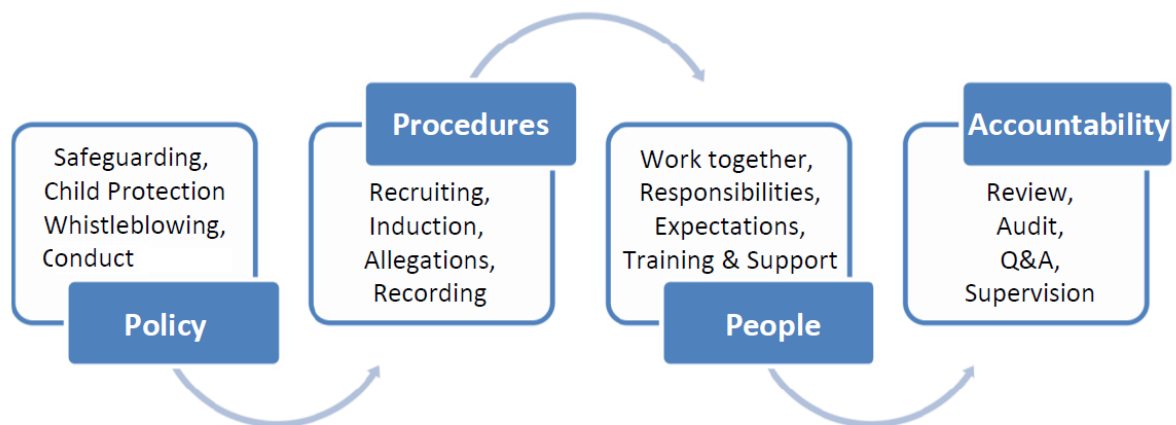 Safeguarding,
Child Protection
Whistleblowing,
Conduct
Policy
Procedures
Recruiting,
Induction,
Allegations,
Recording
Work together,
Responsibilities,
Expectations,
Training & Support
People
Accountability
Review,
Audit,
Q&A,
Supervision